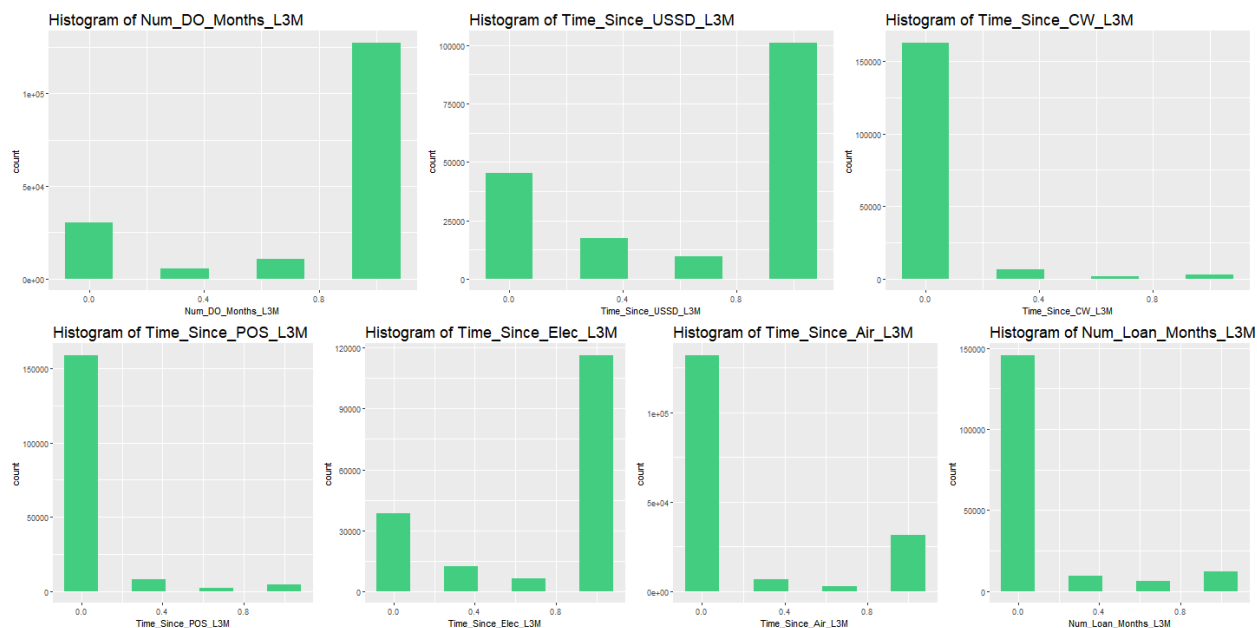 Histogram of Num_DO_Months_L3M
1e+05
5e+04
0e+00
count
0.0 0.4 0.8
Num_DO_Months_L3M
Histogram of Time_Since_USSD_L3M
100000
75000
50000
25000
0
count
0.0 0.4 0.8
Time_Since_USSD_L3M
Histogram of Time_Since_CW_L3M
150000
100000
50000
0
count
0.0 0.4 0.8
Time_Since_CW_L3M
Histogram of Time_Since_POS_L3M
150000
100000
50000
0
count
0.0 0.4 0.8
Time_Since_POS_L3M
Histogram of Time_Since_Elec_L3M
120000
90000
60000
30000
0
count
0.0 0.4 0.8
Time_Since_Elec_L3M
Histogram of Time_Since_Air_L3M
1e+05
5e+04
0e+00
count
0.0 0.4 0.8
Time_Since_Air_L3M
Histogram of Num_Loan_Months_L3M
150000
100000
50000
0
count
0.0 0.4 0.8
Num_Loan_Months_L3M